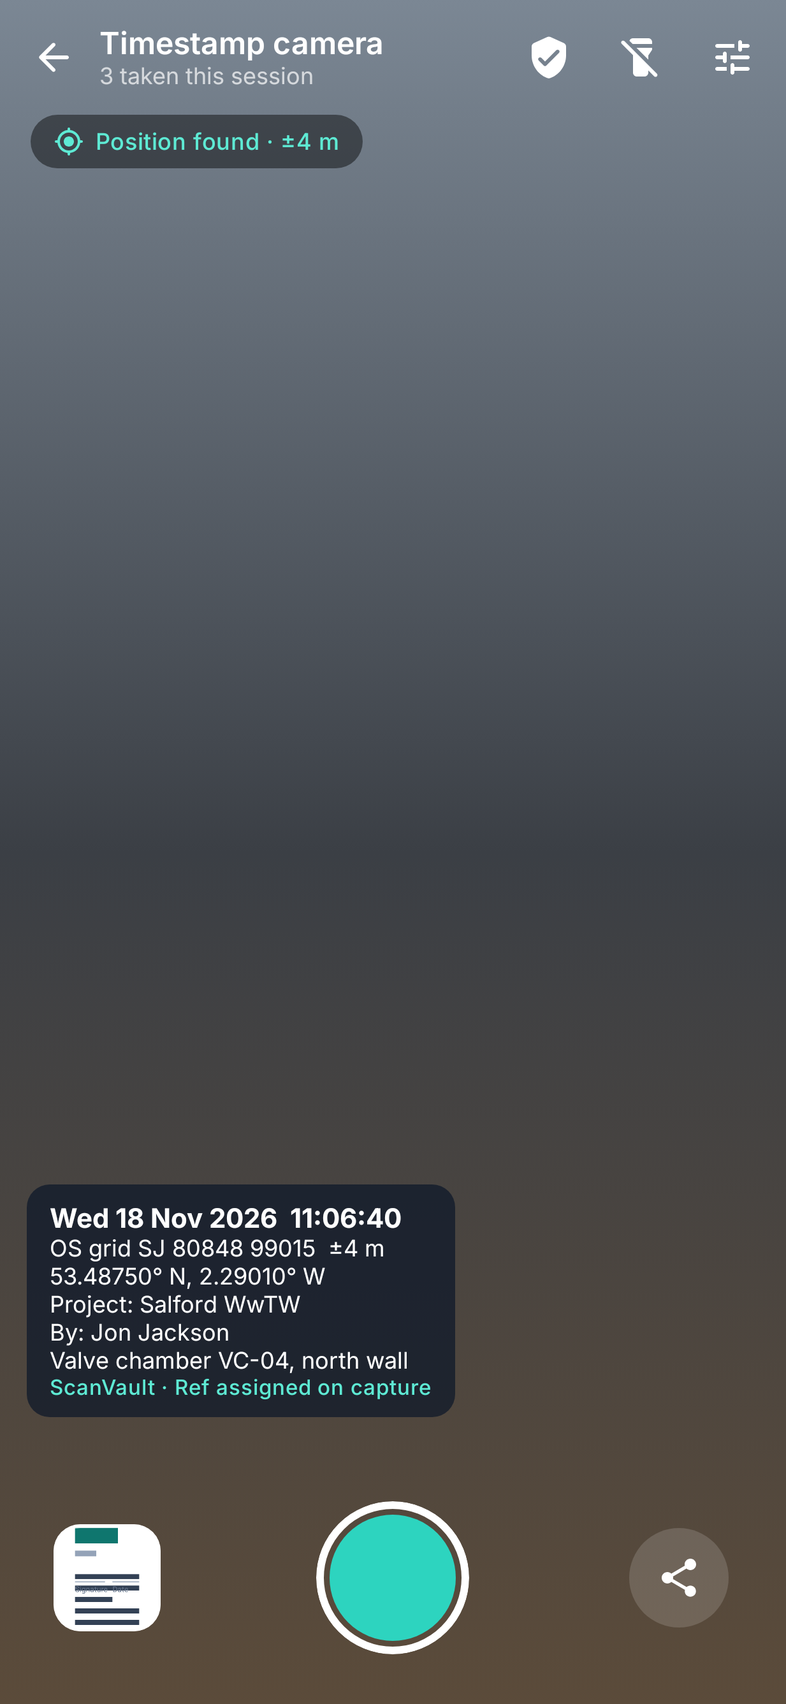 Timestamp camera
3 taken this session
Position found · ±4 m
Wed 18 Nov 2026 11:06:40
OS grid SJ 80848 99015 ±4 m
53.48750° N, 2.29010° W
Project: Salford WwTW
By: Jon Jackson
Valve chamber VC-04, north wall
ScanVault · Ref assigned on capture